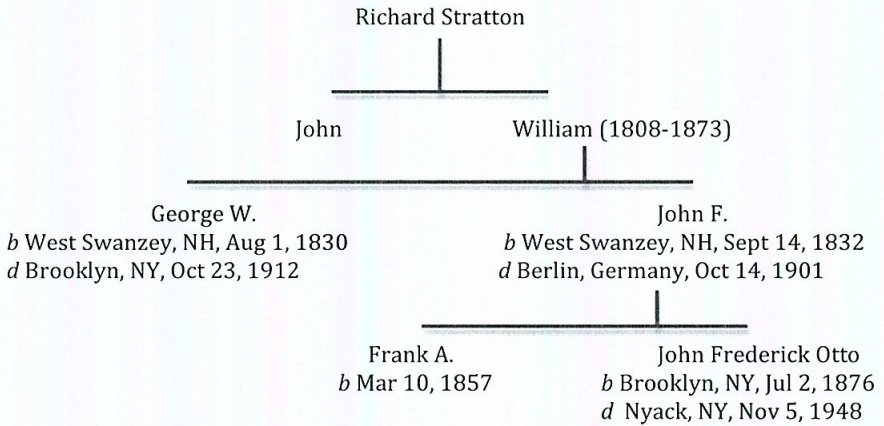 Richard Stratton
John William (1808-1873)
George W. John F.
b West Swanzey, NH, Aug 1, 1830 b West Swanzey, NH, Sept 14, 1832
d Brooklyn, NY, Oct 23, 1912 d Berlin, Germany, Oct 14, 1901
Frank A. John Frederick Otto
b Mar 10, 1857 b Brooklyn, NY, Jul 2, 1876
d Nyack, NY, Nov 5, 1948